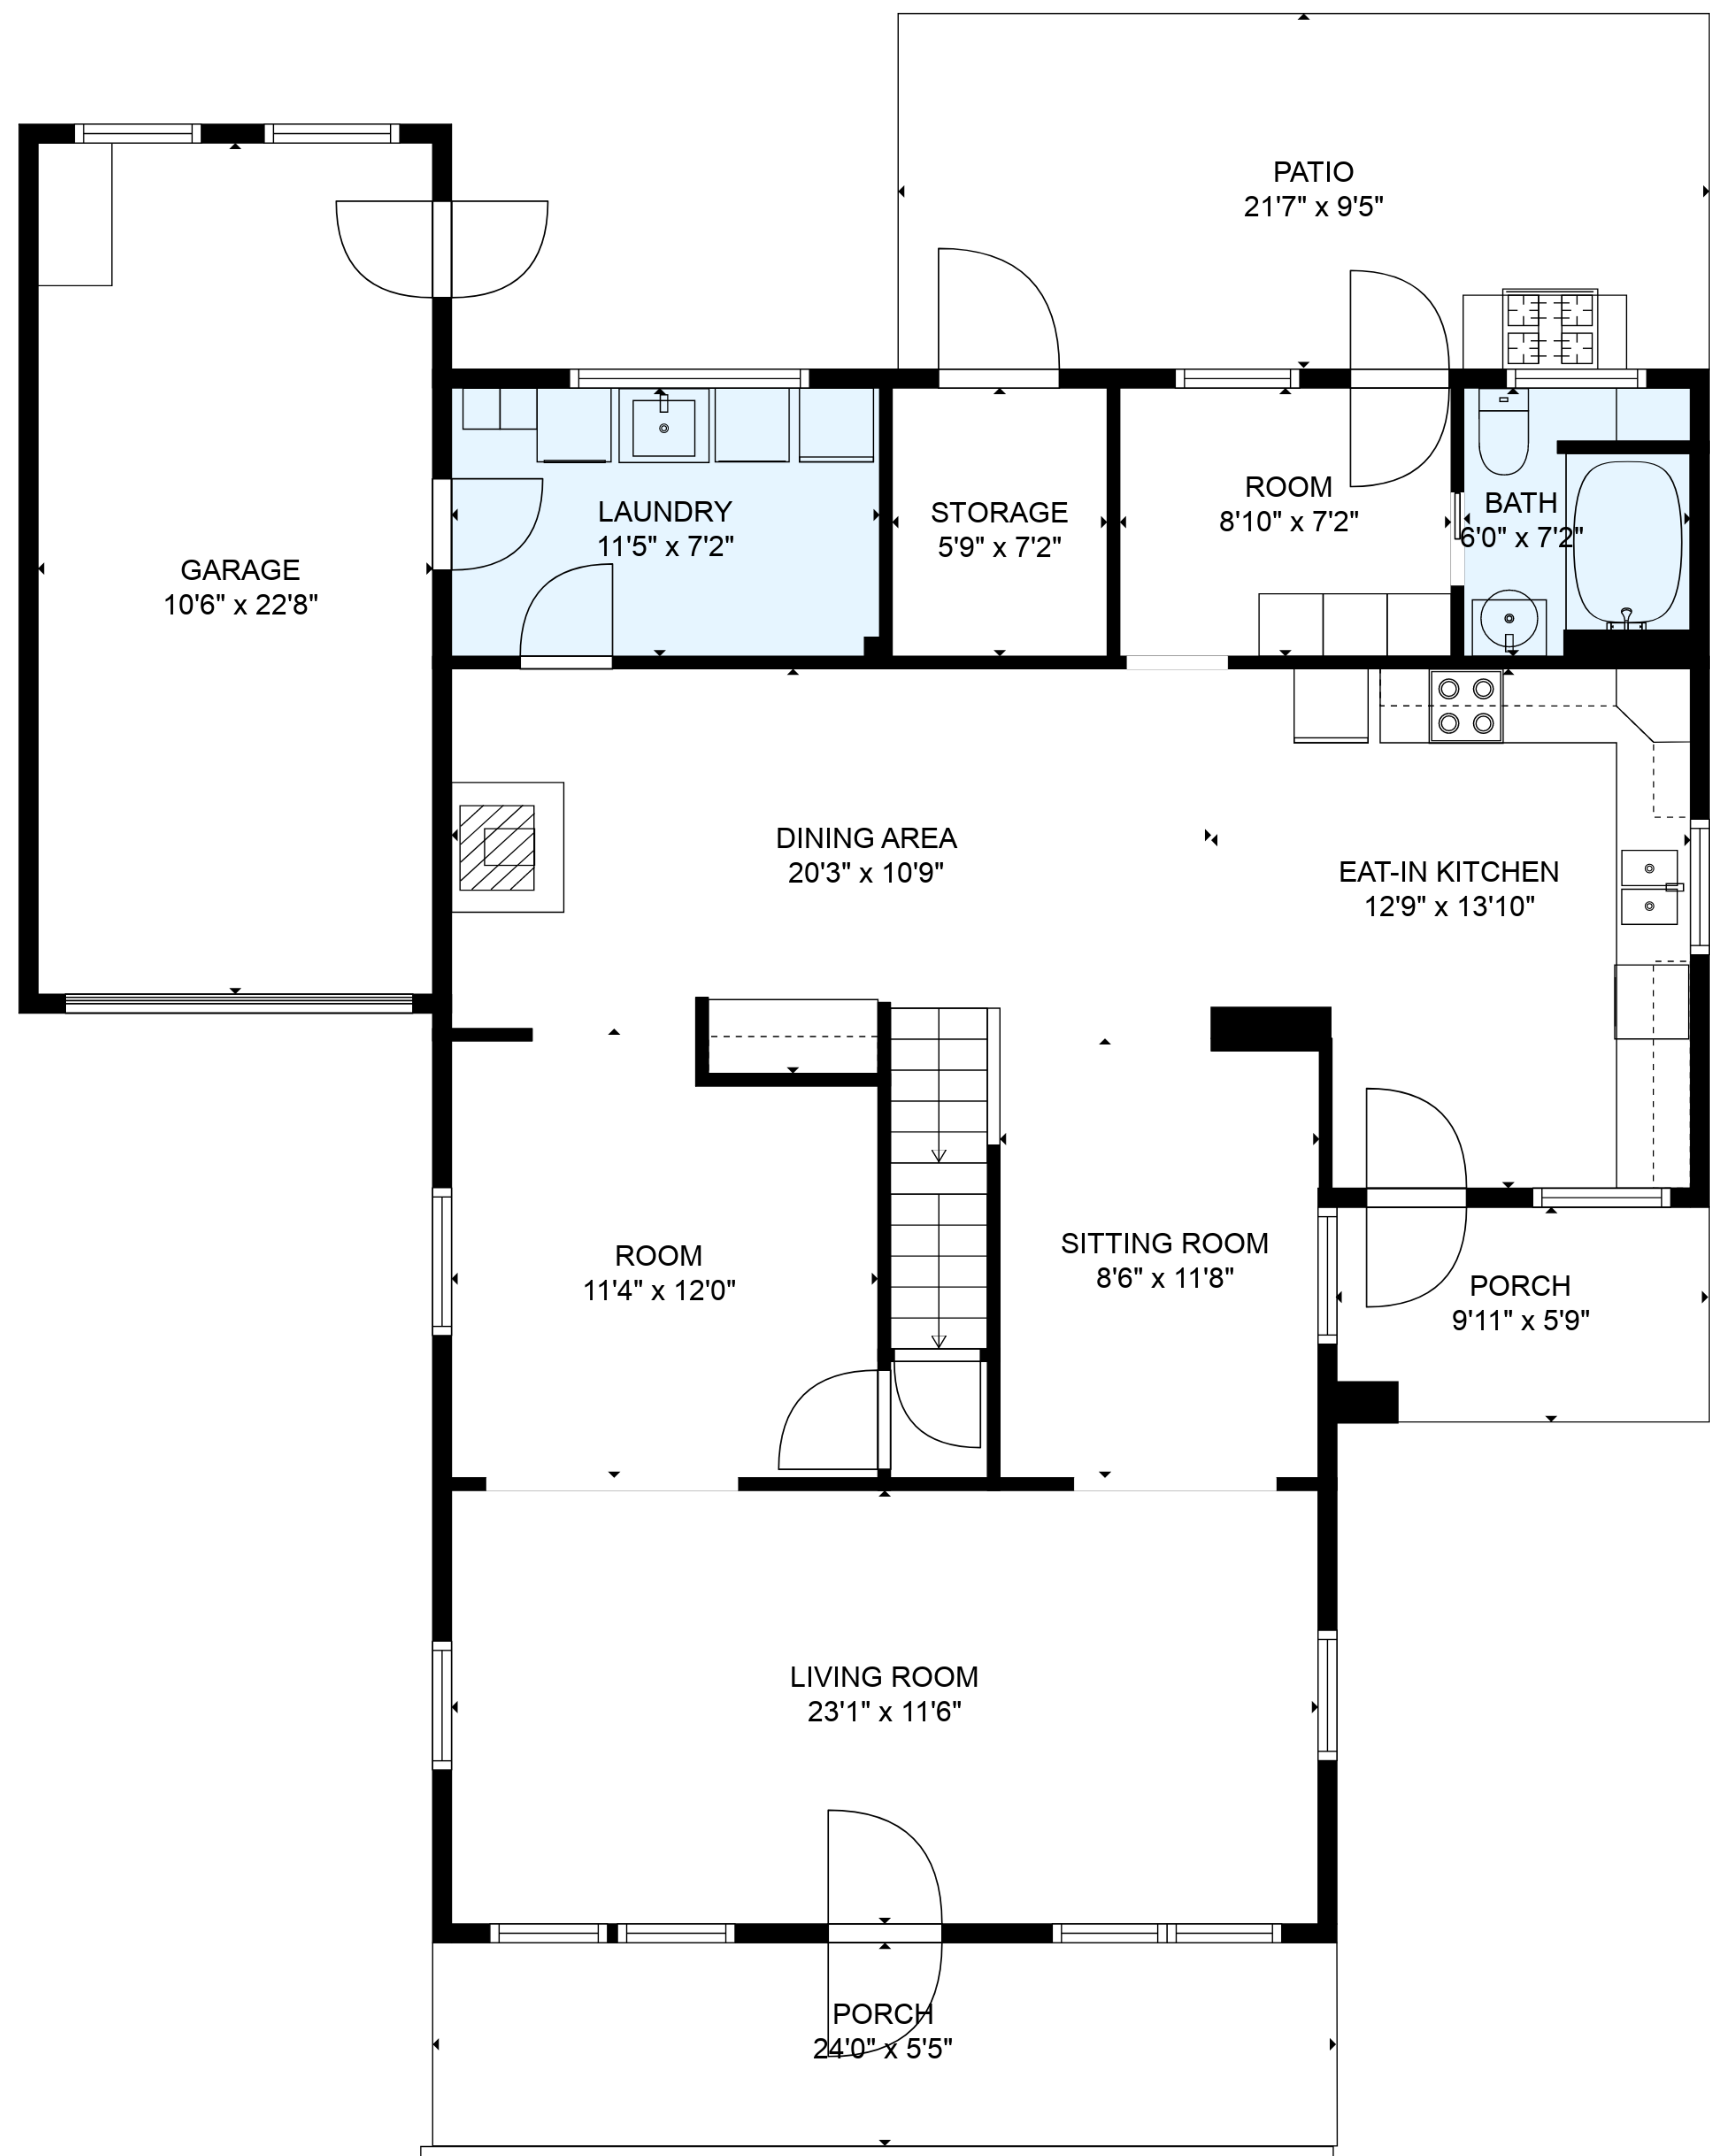 PATIO
21'7" x 9'5"
GARAGE
10'6" x 22'8"
LAUNDRY
11'5" x 7'2"
STORAGE
5'9" x 7'2"
ROOM
8'10" x 7'2"
BATH
6'0" x 7'2"
DINING AREA
20'3" x 10'9"
EAT-IN KITCHEN
12'9" x 13'10"
ROOM
11'4" x 12'0"
SITTING ROOM
8'6" x 11'8"
PORCH
9'11" x 5'9"
LIVING ROOM
23'1" x 11'6"
PORCH
24'0" x 5'5"